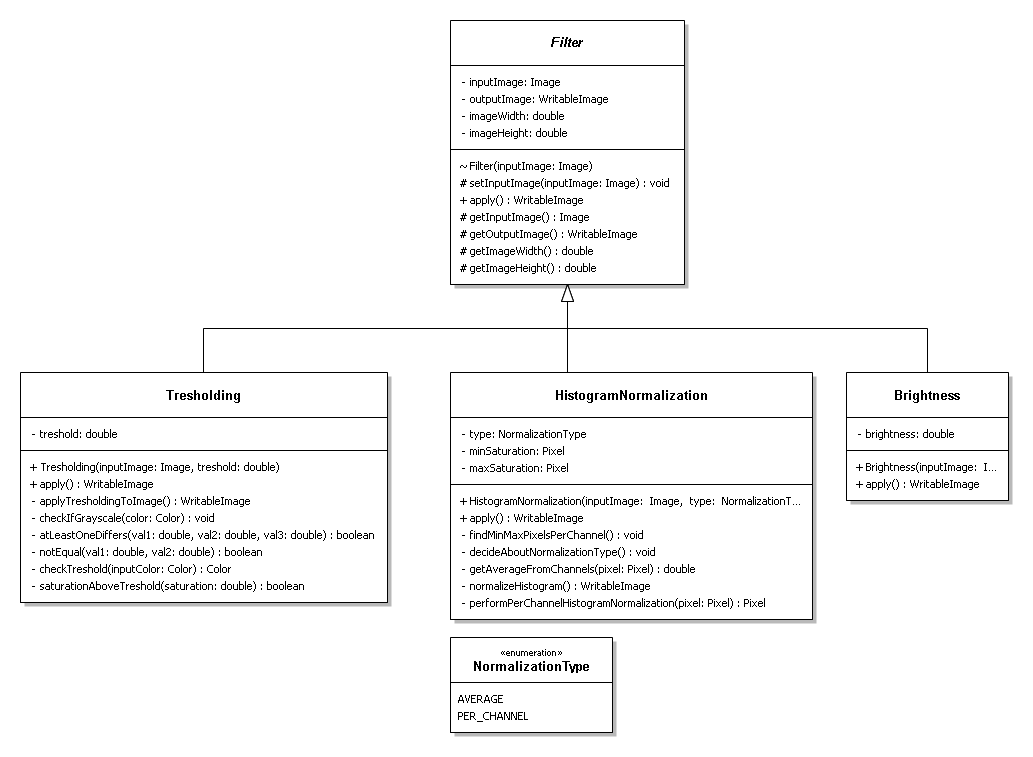 Filter
- inputImage: Image
- outputImage: WritableImage
- imageWidth: double
- imageHeight: double
~ Filter(inputImage: Image)
# setInputImage(inputImage: Image) : void
+ apply() : WritableImage
# getInputImage() : Image
# getOutputImage() : WritableImage
# getImageWidth() : double
# getImageHeight() : double
Tresholding
- treshold: double
+ Tresholding(inputImage: Image, treshold: double)
+ apply() : WritableImage
- applyTresholdingToImage() : WritableImage
- checkIfGrayscale(color: Color) : void
- atLeastOneDiffers(val1: double, val2: double, val3: double) : boolean
- notEqual(val1: double, val2: double) : boolean
- checkTreshold(inputColor: Color) : Color
- saturationAboveTreshold(saturation: double) : boolean
HistogramNormalization
- type: NormalizationType
- minSaturation: Pixel
- maxSaturation: Pixel
+ HistogramNormalization(inputImage: Image, type: NormalizationT...
+ apply() : WritableImage
- findMinMaxPixelsPerChannel() : void
- decideAboutNormalizationType() : void
- getAverageFromChannels(pixel: Pixel) : double
- normalizeHistogram() : WritableImage
- performPerChannelHistogramNormalization(pixel: Pixel) : Pixel
Brightness
- brightness: double
+ Brightness(inputImage: I...
+ apply() : WritableImage
«enumeration»
NormalizationType
AVERAGE
PER_CHANNEL